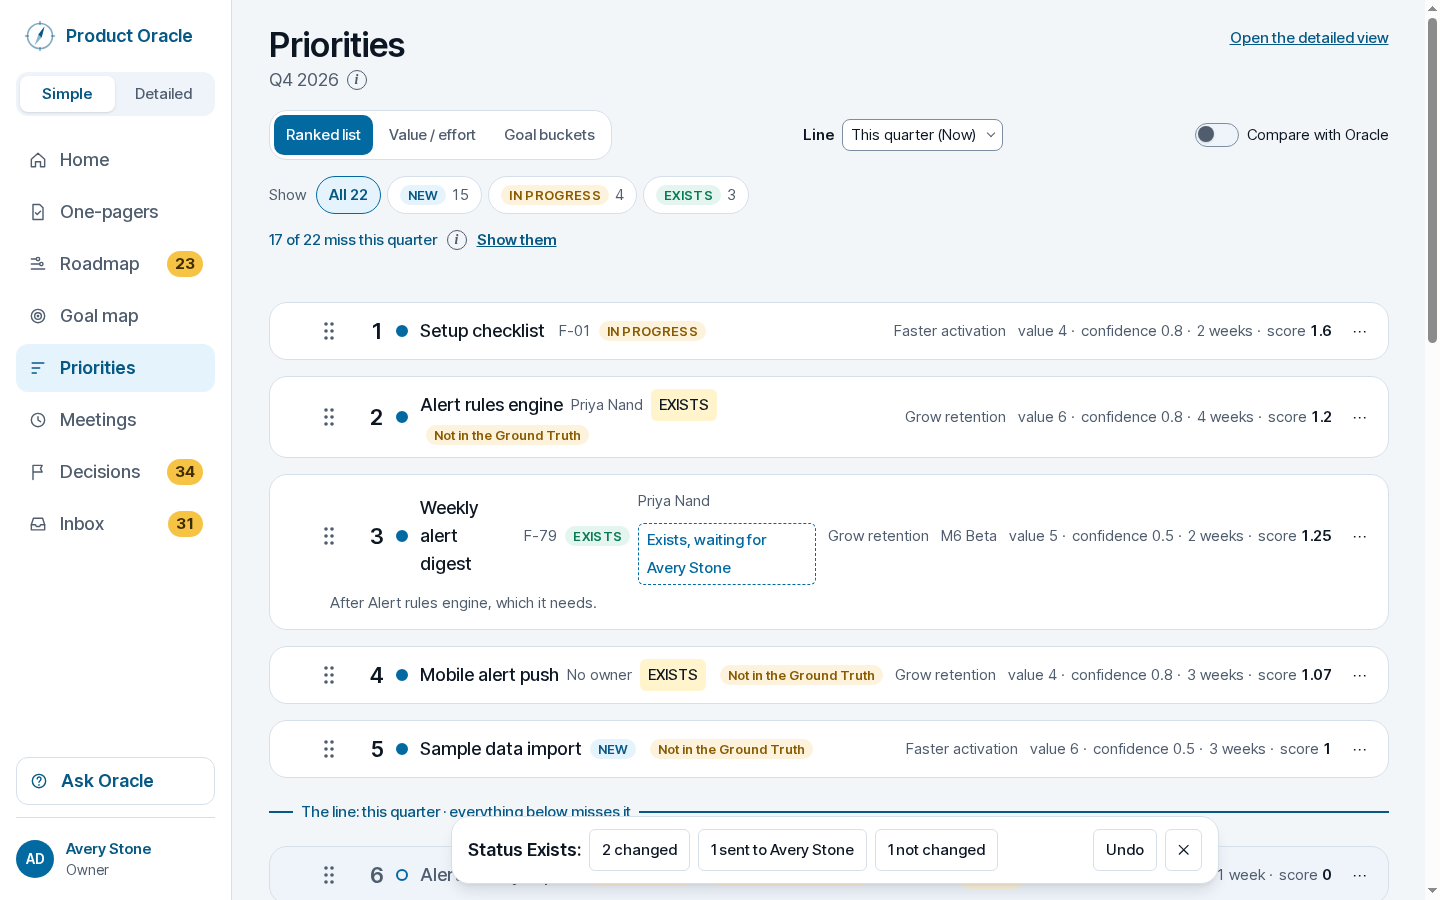 Product Oracle
Simple
Detailed
Home
One-pagers
Roadmap 23
Goal map
Priorities
Meetings
Decisions 34
Inbox 31
Ask Oracle
AD
Avery Stone
Owner
Priorities
Open the detailed view
Q4 2026 i
Ranked list
Value / effort
Goal buckets
Line This quarter (Now)
Compare with Oracle
Show
All 22
NEW 15
IN PROGRESS 4
EXISTS 3
17 of 22 miss this quarter i Show them
1 Setup checklist F-01 IN PROGRESS Faster activation value 4 · confidence 0.8 · 2 weeks · score 1.6 ···
2 Alert rules engine Priya Nand EXISTS Grow retention value 6 · confidence 0.8 · 4 weeks · score 1.2 ···
Not in the Ground Truth
Priya Nand
3 Weekly alert digest F-79 EXISTS Exists, waiting for Avery Stone Grow retention M6 Beta value 5 · confidence 0.5 · 2 weeks · score 1.25 ···
After Alert rules engine, which it needs.
4 Mobile alert push No owner EXISTS Not in the Ground Truth Grow retention value 4 · confidence 0.8 · 3 weeks · score 1.07 ···
5 Sample data import NEW Not in the Ground Truth Faster activation value 6 · confidence 0.5 · 3 weeks · score 1 ···
The line: this quarter · everything below misses it
Status Exists: 2 changed 1 sent to Avery Stone 1 not changed Undo
6 1 week · score 0 ···